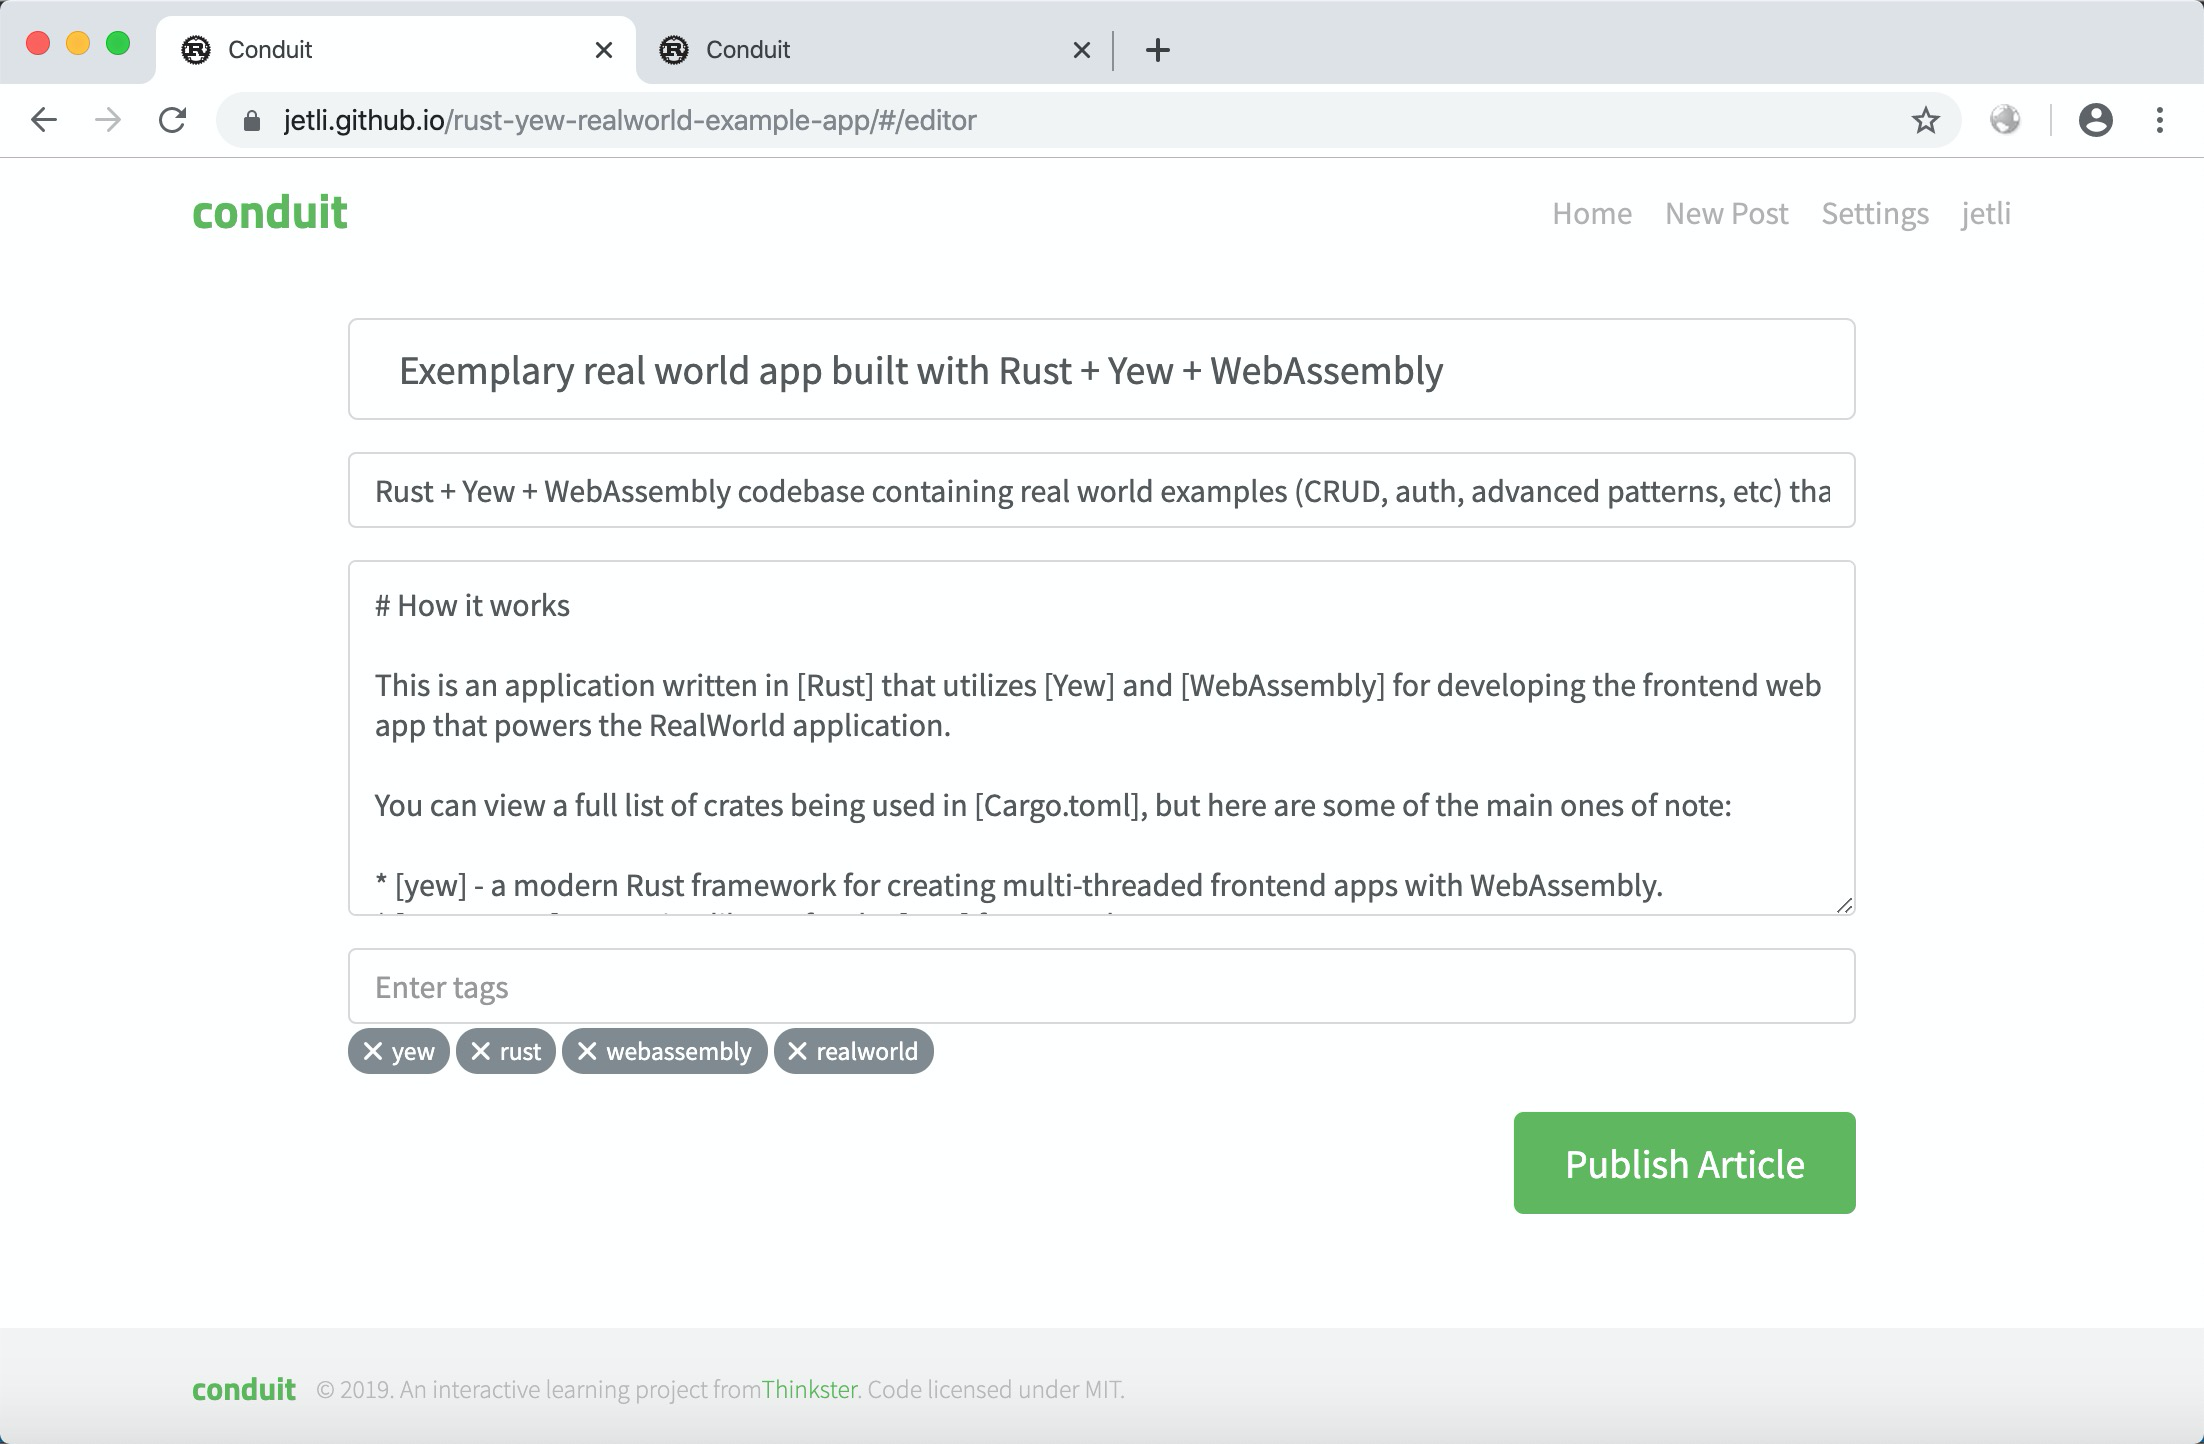 Conduit
Conduit
jetli.github.io/rust-yew-realworld-example-app/#/editor
conduit
Home New Post Settings jetli
Exemplary real world app built with Rust + Yew + WebAssembly
Rust + Yew + WebAssembly codebase containing real world examples (CRUD, auth, advanced patterns, etc) tha
# How it works
This is an application written in [Rust] that utilizes [Yew] and [WebAssembly] for developing the frontend web
app that powers the RealWorld application.
You can view a full list of crates being used in [Cargo.toml], but here are some of the main ones of note:
* [yew] - a modern Rust framework for creating multi-threaded frontend apps with WebAssembly.
Enter tags
yew rust webassembly realworld
Publish Article
conduit © 2019. An interactive learning project fromThinkster. Code licensed under MIT.